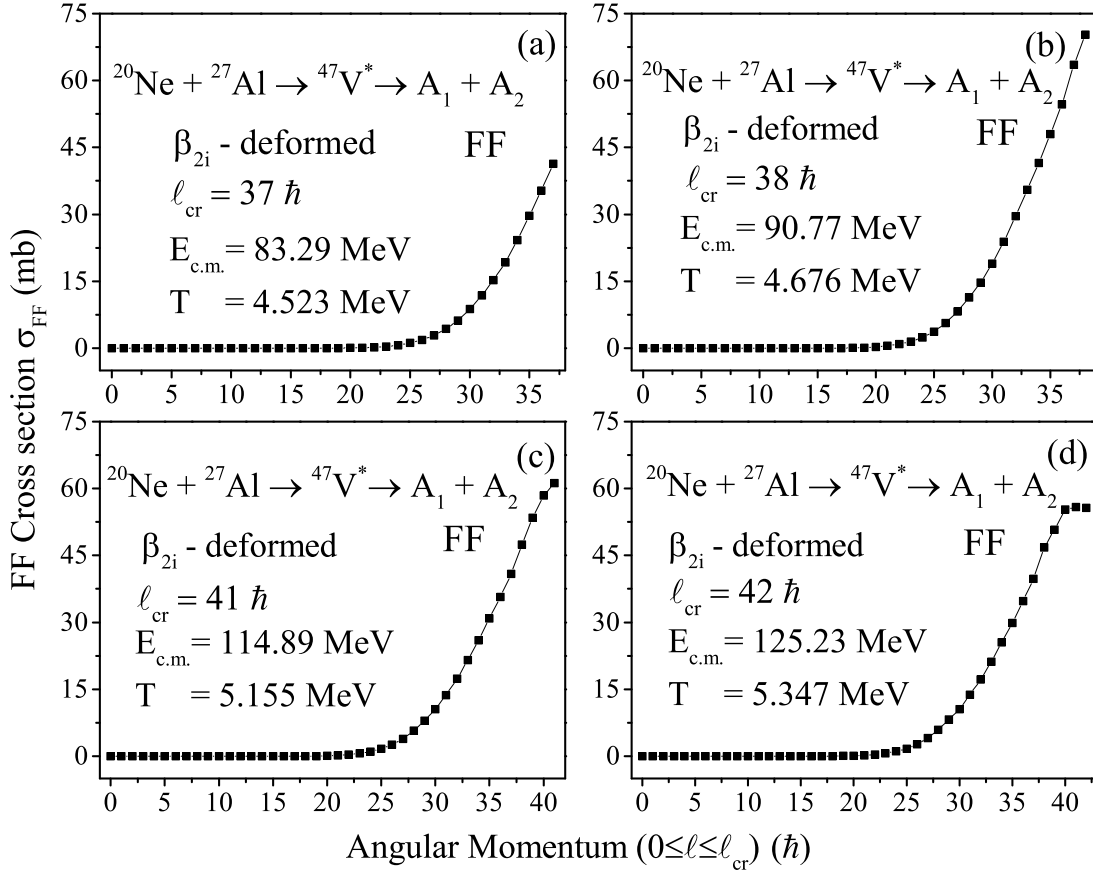 FF Cross section σFF (mb)
75
60
45
30
15
0
(a)
20Ne + 27Al → 47V* → A1 + A2
β2i - deformed FF
ℓcr = 37 ℏ
Ec.m. = 83.29 MeV
T = 4.523 MeV
0 5 10 15 20 25 30 35
75
60
45
30
15
0
(b)
20Ne + 27Al → 47V* → A1 + A2
β2i - deformed FF
ℓcr = 38 ℏ
Ec.m. = 90.77 MeV
T = 4.676 MeV
0 5 10 15 20 25 30 35
75
60
45
30
15
0
(c)
20Ne + 27Al → 47V* → A1 + A2
β2i - deformed FF
ℓcr = 41 ℏ
Ec.m. = 114.89 MeV
T = 5.155 MeV
0 5 10 15 20 25 30 35 40
75
60
45
30
15
0
(d)
20Ne + 27Al → 47V* → A1 + A2
β2i - deformed FF
ℓcr = 42 ℏ
Ec.m. = 125.23 MeV
T = 5.347 MeV
0 5 10 15 20 25 30 35 40
Angular Momentum (0≤ℓ≤ℓcr) (ℏ)